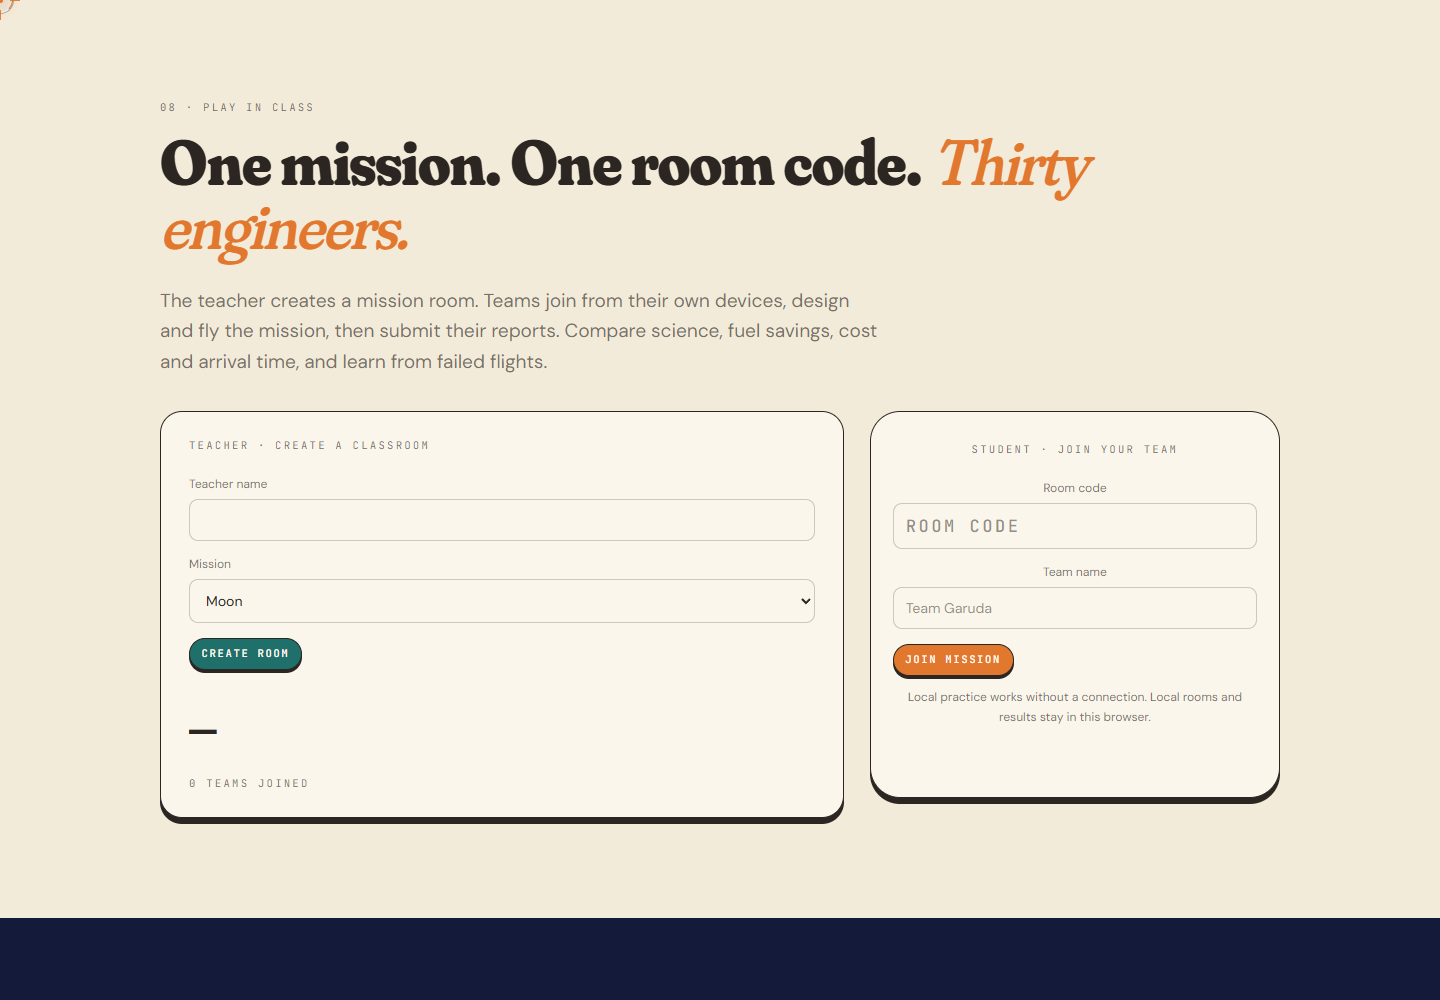 08 · PLAY IN CLASS
One mission. One room code. Thirty
engineers.
The teacher creates a mission room. Teams join from their own devices, design
and fly the mission, then submit their reports. Compare science, fuel savings, cost
and arrival time, and learn from failed flights.
TEACHER · CREATE A CLASSROOM
Teacher name
Mission
Moon
CREATE ROOM
—
0 TEAMS JOINED
STUDENT · JOIN YOUR TEAM
Room code
ROOM CODE
Team name
Team Garuda
JOIN MISSION
Local practice works without a connection. Local rooms and
results stay in this browser.